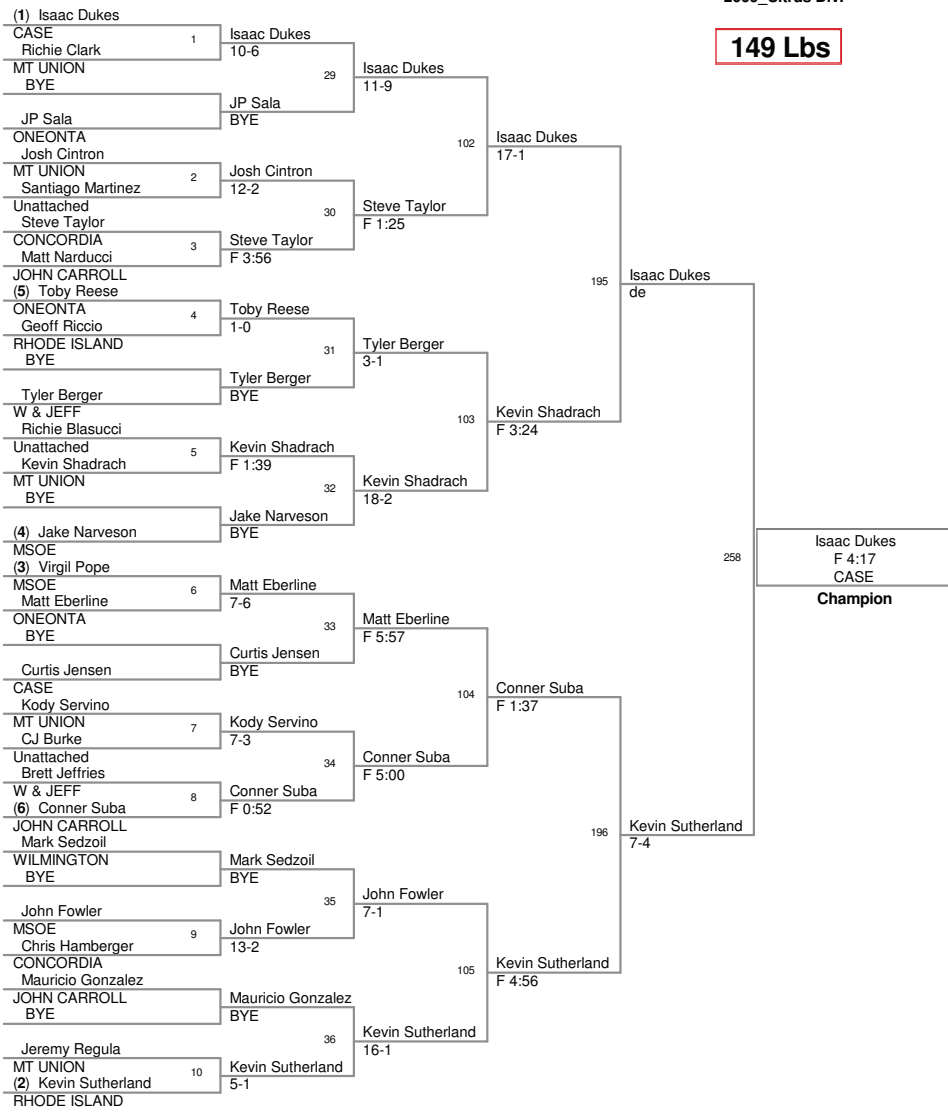 149 Lbs
(1) Isaac Dukes
CASE
Richie Clark
MT UNION
BYE
JP Sala
ONEONTA
Josh Cintron
MT UNION
Santiago Martinez
Unattached
Steve Taylor
CONCORDIA
Matt Narducci
JOHN CARROLL
(5) Toby Reese
ONEONTA
Geoff Riccio
RHODE ISLAND
BYE
Tyler Berger
W & JEFF
Richie Blasucci
Unattached
Kevin Shadrach
MT UNION
BYE
(4) Jake Narveson
MSOE
(3) Virgil Pope
MSOE
Matt Eberline
ONEONTA
BYE
Curtis Jensen
CASE
Kody Servino
MT UNION
CJ Burke
Unattached
Brett Jeffries
W & JEFF
(6) Conner Suba
JOHN CARROLL
Mark Sedzoil
WILMINGTON
BYE
John Fowler
MSOE
Chris Hamberger
CONCORDIA
Mauricio Gonzalez
JOHN CARROLL
BYE
Jeremy Regula
MT UNION
(2) Kevin Sutherland
RHODE ISLAND
1
2
3
4
5
6
7
8
9
10
Isaac Dukes
10-6
JP Sala
BYE
Josh Cintron
12-2
Steve Taylor
F 3:56
Toby Reese
1-0
Tyler Berger
BYE
Kevin Shadrach
F 1:39
Jake Narveson
BYE
Matt Eberline
7-6
Curtis Jensen
BYE
Kody Servino
7-3
Conner Suba
F 0:52
Mark Sedzoil
BYE
John Fowler
13-2
Mauricio Gonzalez
BYE
Kevin Sutherland
5-1
29
30
31
32
33
34
35
36
Isaac Dukes
11-9
Steve Taylor
F 1:25
Tyler Berger
3-1
Kevin Shadrach
18-2
Matt Eberline
F 5:57
Conner Suba
F 5:00
John Fowler
7-1
Kevin Sutherland
16-1
102
103
104
105
Isaac Dukes
17-1
Kevin Shadrach
F 3:24
Conner Suba
F 1:37
Kevin Sutherland
F 4:56
195
196
Isaac Dukes
de
Kevin Sutherland
7-4
258
Isaac Dukes
F 4:17
CASE
Champion